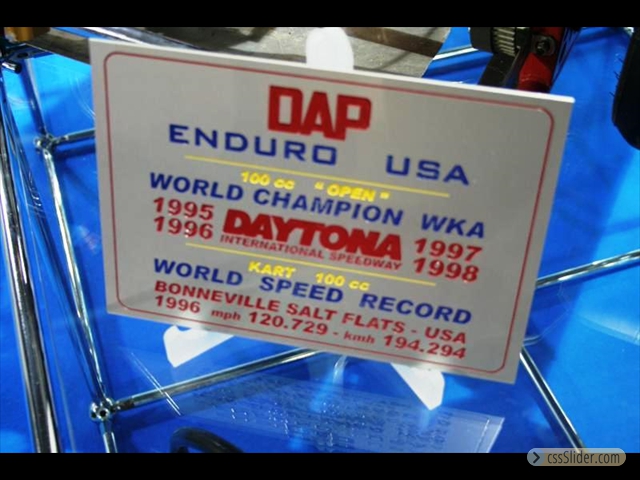 DAP
ENDURO USA
100 cc "OPEN"
WORLD CHAMPION WKA
1995 DAYTONA 1997
1996 INTERNATIONAL SPEEDWAY 1998
KART 100 cc
WORLD SPEED RECORD
BONNEVILLE SALT FLATS - USA
1996 mph 120.729 - kmh 194.294
cssSlider.com